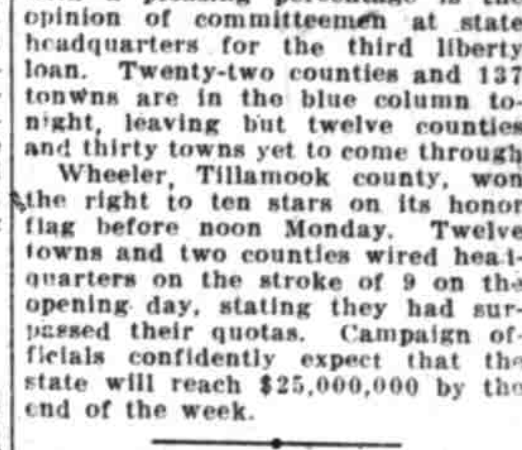 opinion of committeemen at state
headquarters for the third liberty
loan. Twenty-two counties and 137
tonwns are in the blue column to-
night, leaving but twelve counties
and thirty towns yet to come through
Wheeler, Tillamook county, won
the right to ten stars on its honor
flag before noon Monday. Twelve
towns and two counties wired head-
quarters on the stroke of 9 on the
opening day, stating they had sur-
passed their quotas. Campaign of-
ficials confidently expect that the
state will reach $25,000,000 by the
end of the week.